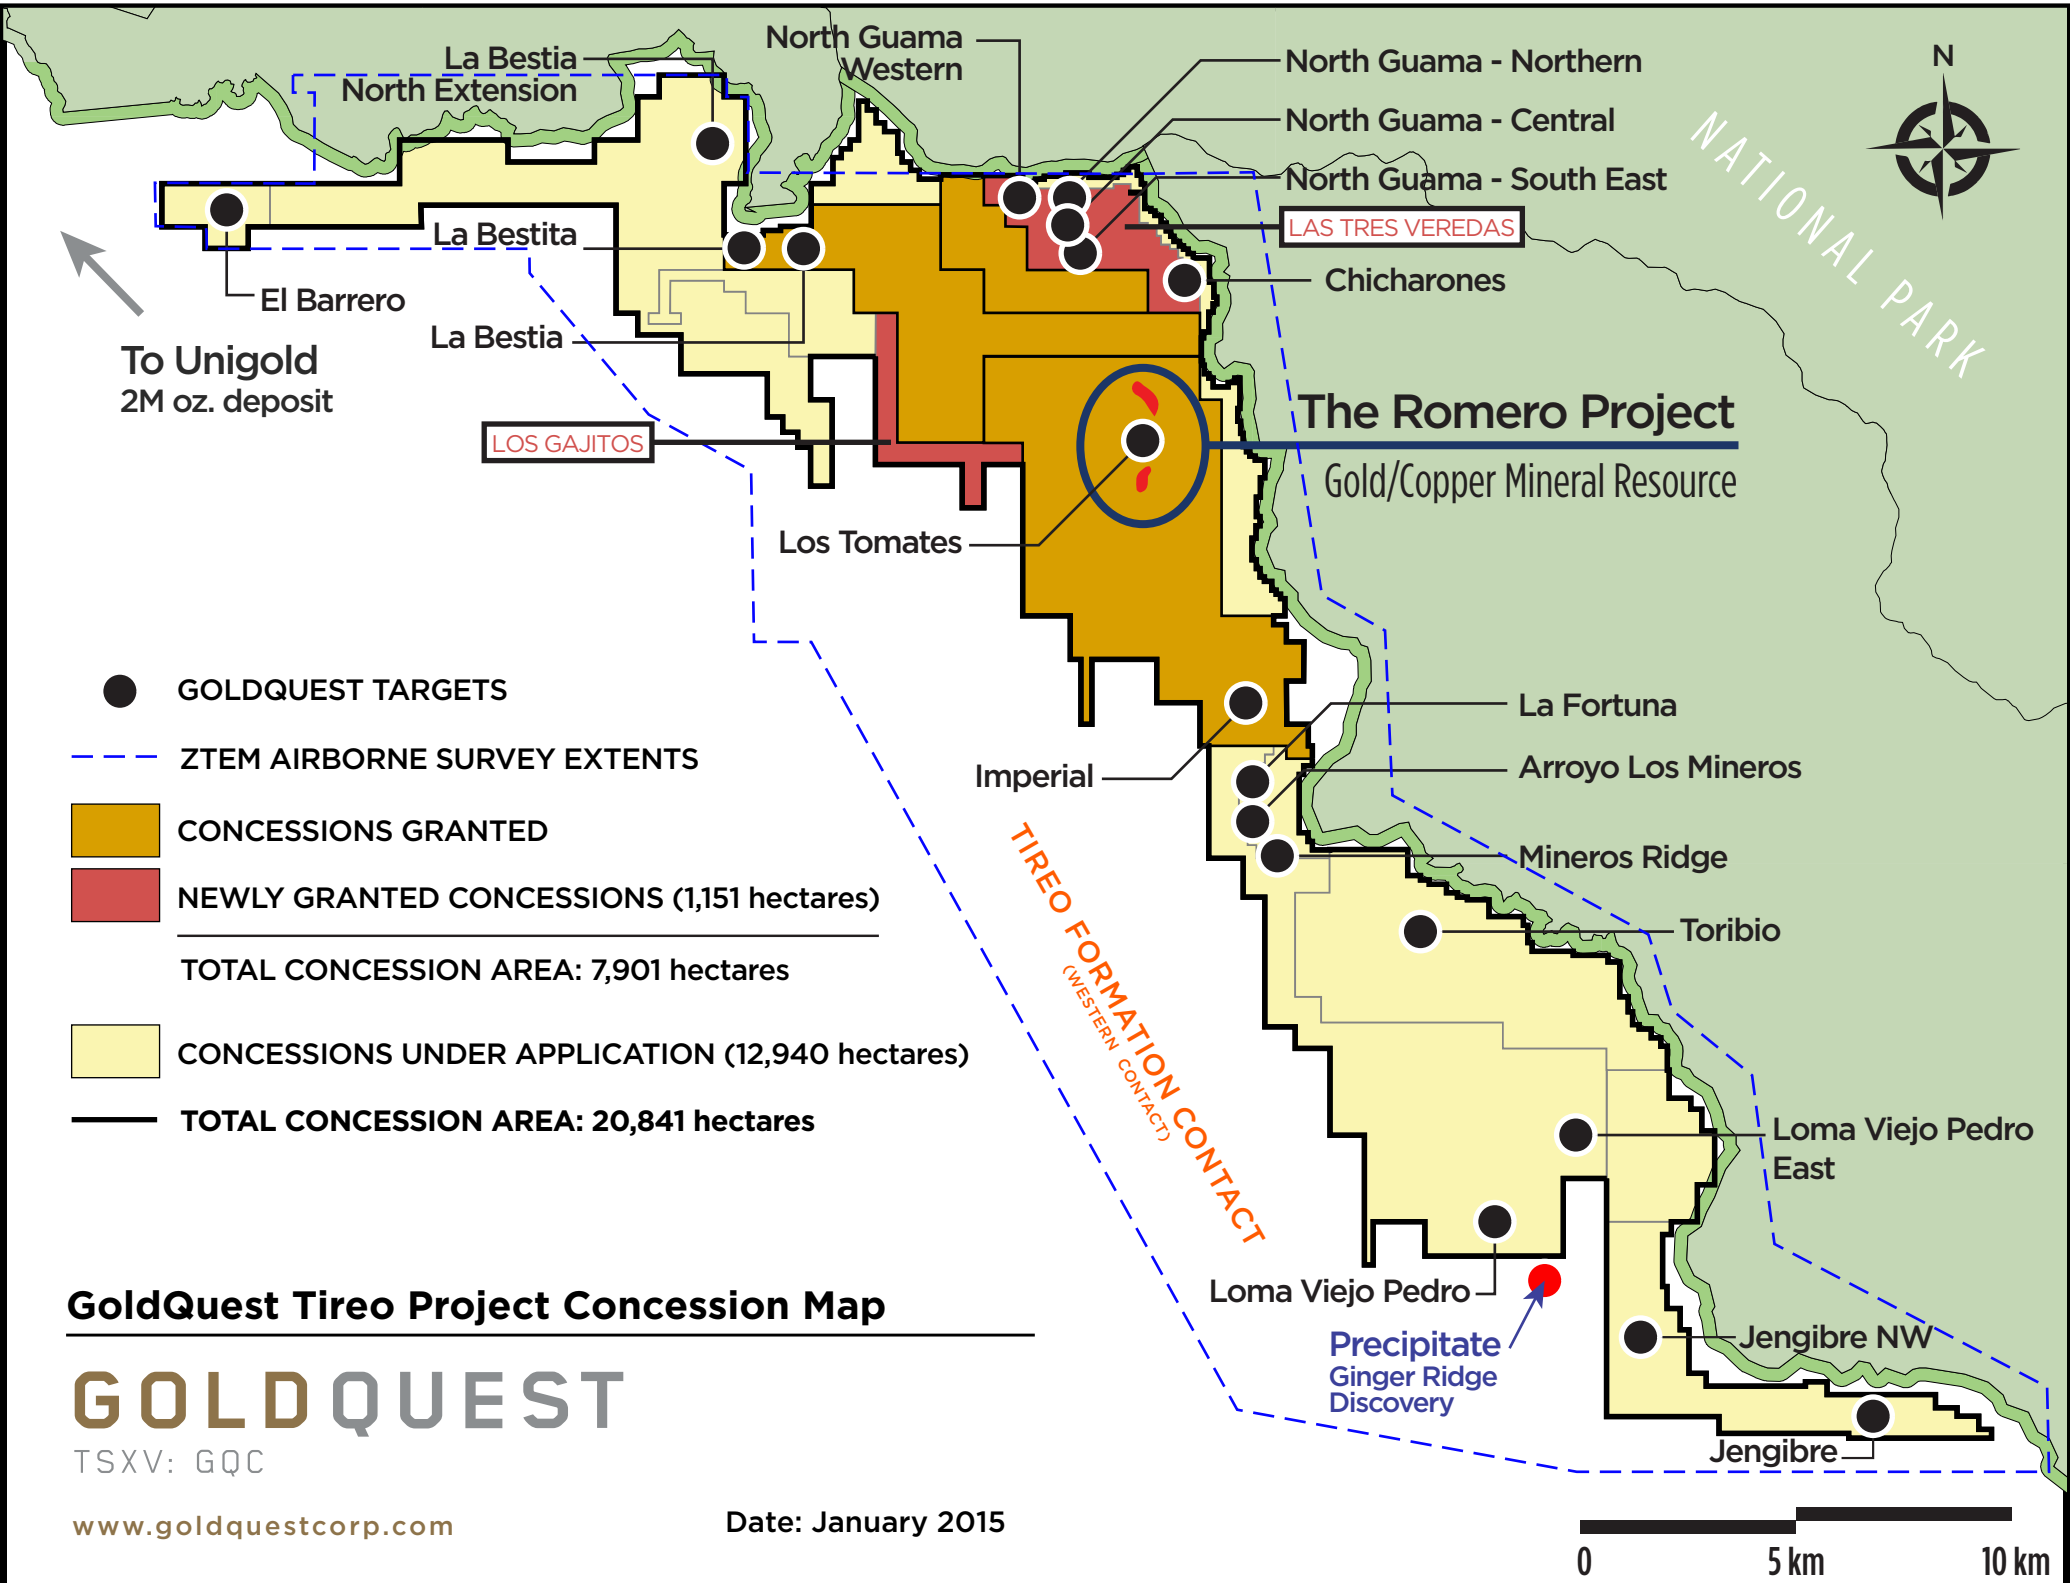 La Bestia
North Extension
North Guama
Western
North Guama - Northern
North Guama - Central
North Guama - South East
LAS TRES VEREDAS
Chicharones
N
NATIONAL PARK
La Bestita
El Barrero
La Bestia
To Unigold
2M oz. deposit
LOS GAJITOS
The Romero Project
Gold/Copper Mineral Resource
Los Tomates
GOLDQUEST TARGETS
ZTEM AIRBORNE SURVEY EXTENTS
CONCESSIONS GRANTED
NEWLY GRANTED CONCESSIONS (1,151 hectares)
TOTAL CONCESSION AREA: 7,901 hectares
CONCESSIONS UNDER APPLICATION (12,940 hectares)
TOTAL CONCESSION AREA: 20,841 hectares
Imperial
La Fortuna
Arroyo Los Mineros
Mineros Ridge
Toribio
TIREO FORMATION CONTACT
(WESTERN CONTACT)
Loma Viejo Pedro
East
Loma Viejo Pedro
Precipitate
Ginger Ridge
Discovery
Jengibre NW
Jengibre
GoldQuest Tireo Project Concession Map
GOLDQUEST
TSXV: GQC
www.goldquestcorp.com
Date: January 2015
0 5 km 10 km